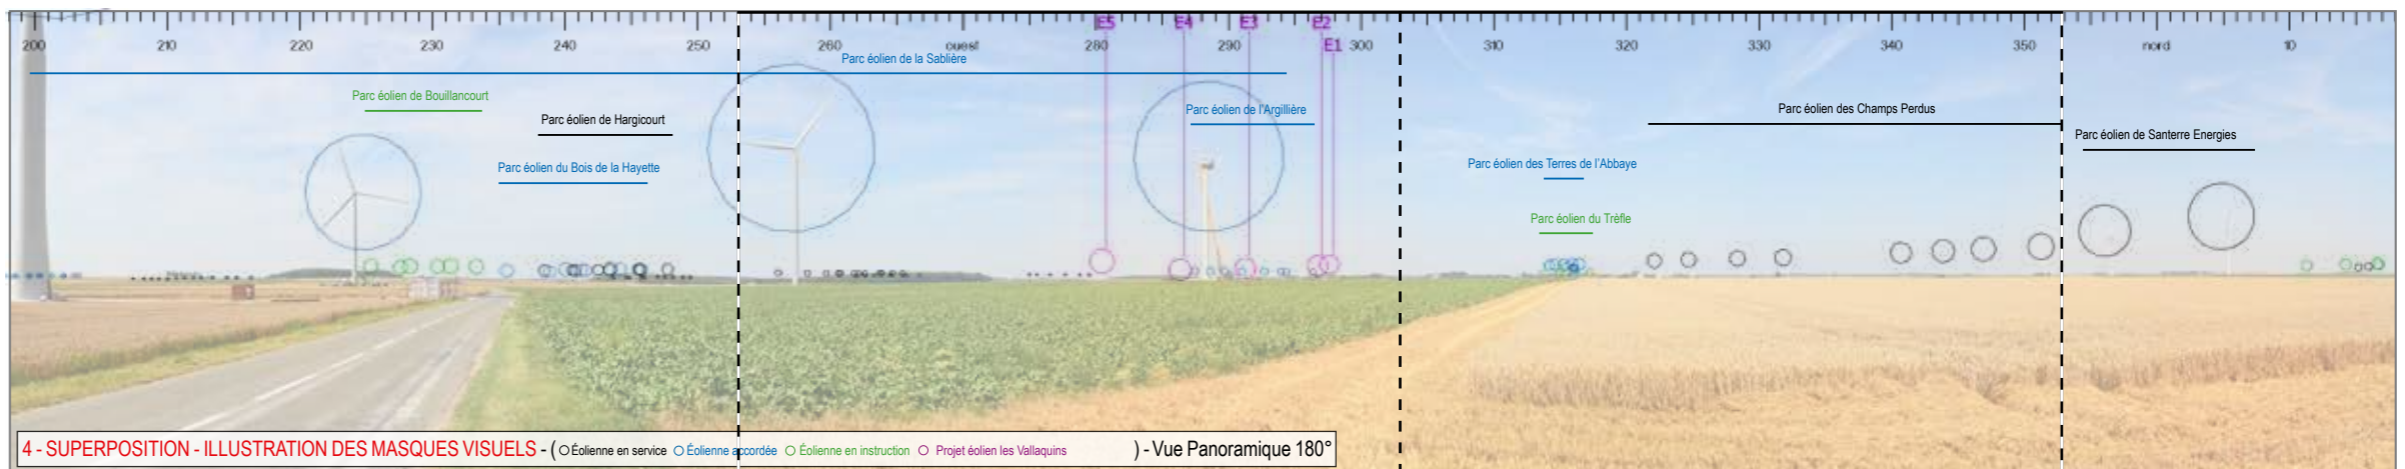 E5 E4 E3 E2
200 210 220 230 240 250 260 ouest 280 290 E1 300 310 320 330 340 350 nord 10
Parc éolien de la Sablière
Parc éolien de Bouillancourt
Parc éolien de l'Argillière
Parc éolien des Champs Perdus
Parc éolien de Hargicourt
Parc éolien de Santerre Energies
Parc éolien du Bois de la Hayette
Parc éolien des Terres de l'Abbaye
Parc éolien du Trèfle
4 - SUPERPOSITION - ILLUSTRATION DES MASQUES VISUELS - ( Éolienne en service Éolienne accordée Éolienne en instruction Projet éolien les Vallaquins ) - Vue Panoramique 180°